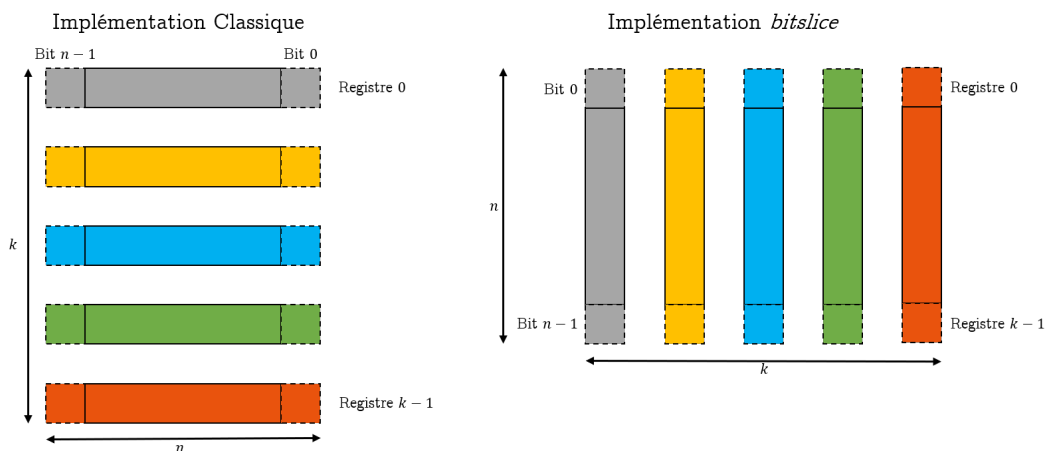 Implémentation Classique
Bit n − 1
Bit 0
Registre 0
k
Registre k − 1
n
Implémentation bitslice
Bit 0
Registre 0
n
Bit n − 1
Registre k − 1
k